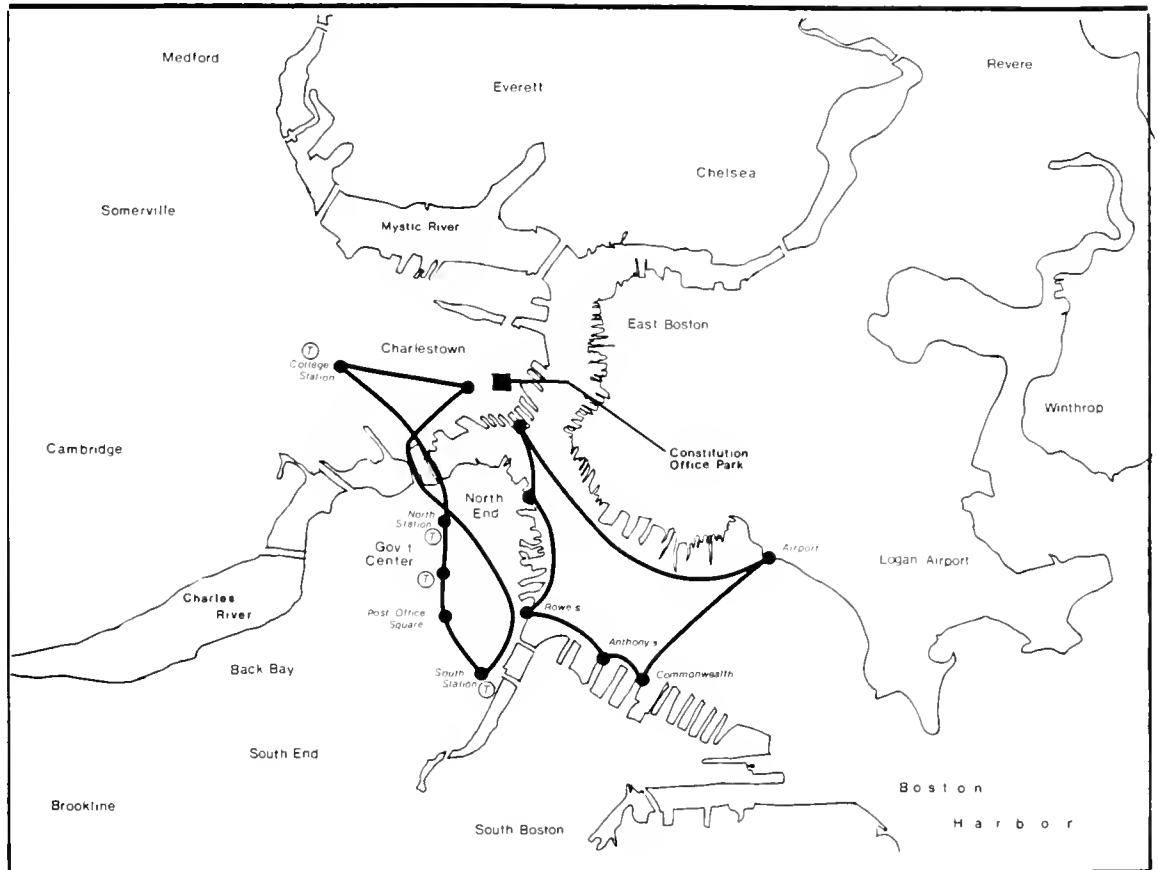 Medford
Everett
Revere
Chelsea
Somerville
Mystic River
East Boston
T
College
Station
Charlestown
Winthrop
Cambridge
Constitution
Office Park
North
End
North
Station
T
Gov't
Center
T
Airport
Logan Airport
Charles
River
Post Office
Square
Rowe s
Anthony s
Back Bay
South
Station
T
Commonwealth
South End
Brookline
South Boston
Boston
Harbor